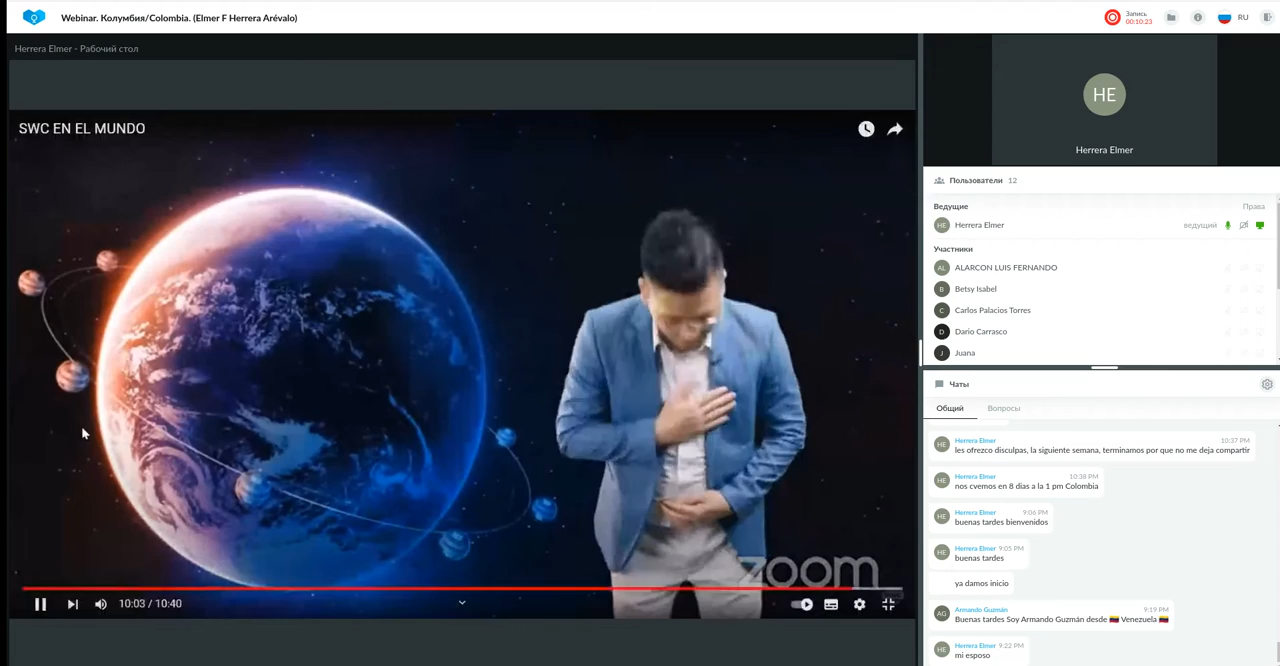 Webinar. Колумбия/Colombia. (Elmer F Herrera Arévalo)
Запись
00:10:23
RU
Herrera Elmer - Рабочий стол
SWC EN EL MUNDO
zoom
10:03 / 10:40
HE
Herrera Elmer
Пользователи 12
Ведущие Права
HE Herrera Elmer ведущий
Участники
AL ALARCON LUIS FERNANDO
B Betsy Isabel
C Carlos Palacios Torres
D Dario Carrasco
J Juana
Чаты
Общий Вопросы
HE Herrera Elmer 10:37 PM
les ofrezco disculpas, la siguiente semana, terminamos por que no me deja compartir
HE Herrera Elmer 10:38 PM
nos cvemos en 8 dias a la 1 pm Colombia
HE Herrera Elmer 9:06 PM
buenas tardes bienvenidos
HE Herrera Elmer 9:05 PM
buenas tardes
ya damos inicio
AG Armando Guzmán 9:19 PM
Buenas tardes Soy Armando Guzmán desde 🇻🇪 Venezuela 🇻🇪
HE Herrera Elmer 9:22 PM
mi esposo